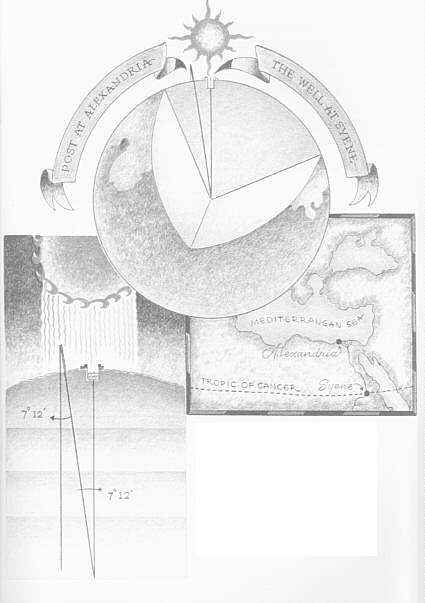 POST AT ALEXANDRIA
THE WELL AT SYENE
MEDITERRANEAN SEA
Alexandria
TROPIC OF CANCER
Syene
7° 12'
7° 12'